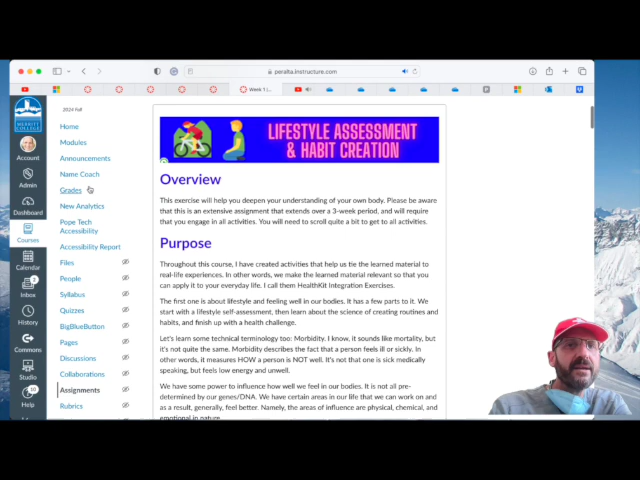 peralta.instructure.com
Week 1 |...
MERRITT
COLLEGE
Account
Admin
Dashboard
Courses
Calendar
2
Inbox
History
Commons
Studio
10
Help
2024 Fall
Home
Modules
Announcements
Name Coach
Grades
New Analytics
Pope Tech
Accessibility
Accessibility Report
Files
People
Syllabus
Quizzes
BigBlueButton
Pages
Discussions
Collaborations
Assignments
Rubrics
LIFESTYLE ASSESSMENT
& HABIT CREATION
Overview
This exercise will help you deepen your understanding of your own body. Please be aware
that this is an extensive assignment that extends over a 3-week period, and will require
that you engage in all activities. You will need to scroll quite a bit to get to all activities.
Purpose
Throughout this course, I have created activities that help us tie the learned material to
real-life experiences. In other words, we make the learned material relevant so that you
can apply it to your everyday life. I call them HealthKit Integration Exercises.
The first one is about lifestyle and feeling well in our bodies. It has a few parts to it. We
start with a lifestyle self-assessment, then learn about the science of creating routines
and habits, and finish up with a health challenge.
Let's learn some technical terminology too: Morbidity. I know, it sounds like mortality, but
it's not quite the same. Morbidity describes the fact that a person feels ill or sickly. In
other words, it measures HOW a person is NOT well. It's not that one is sick medically
speaking, but feels low energy and unwell.
We have some power to influence how well we feel in our bodies. It is not all pre-
determined by our genes/DNA. We have certain areas in our life that we can work on and
as a result, generally, feel better. Namely, the areas of influence are physical, chemical, and
emotional in nature.